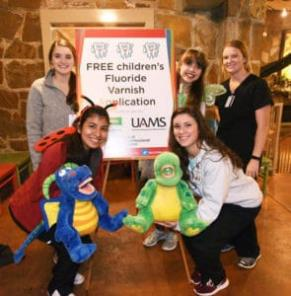 FREE children's
Fluoride
Varnish
Application
UAMS